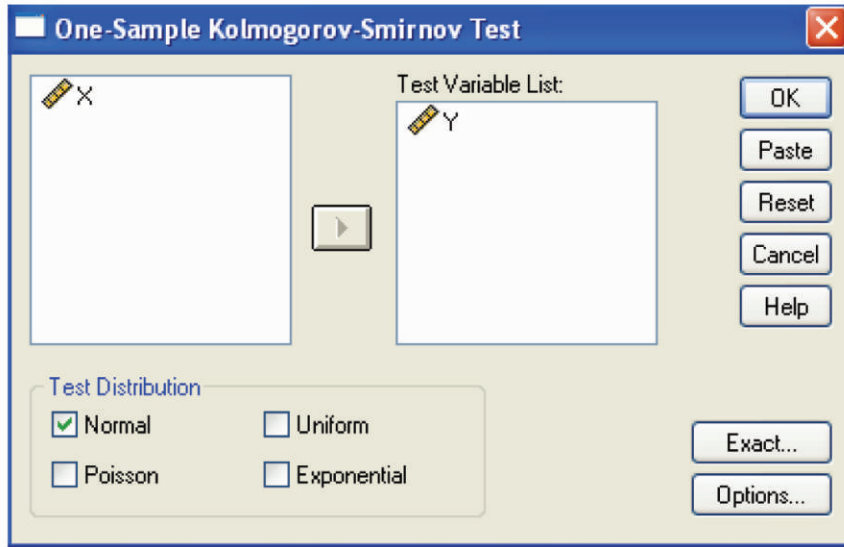 One-Sample Kolmogorov-Smirnov Test
X
Test Variable List:
Y
OK
Paste
Reset
Cancel
Help
Test Distribution
Normal
Uniform
Poisson
Exponential
Exact...
Options...